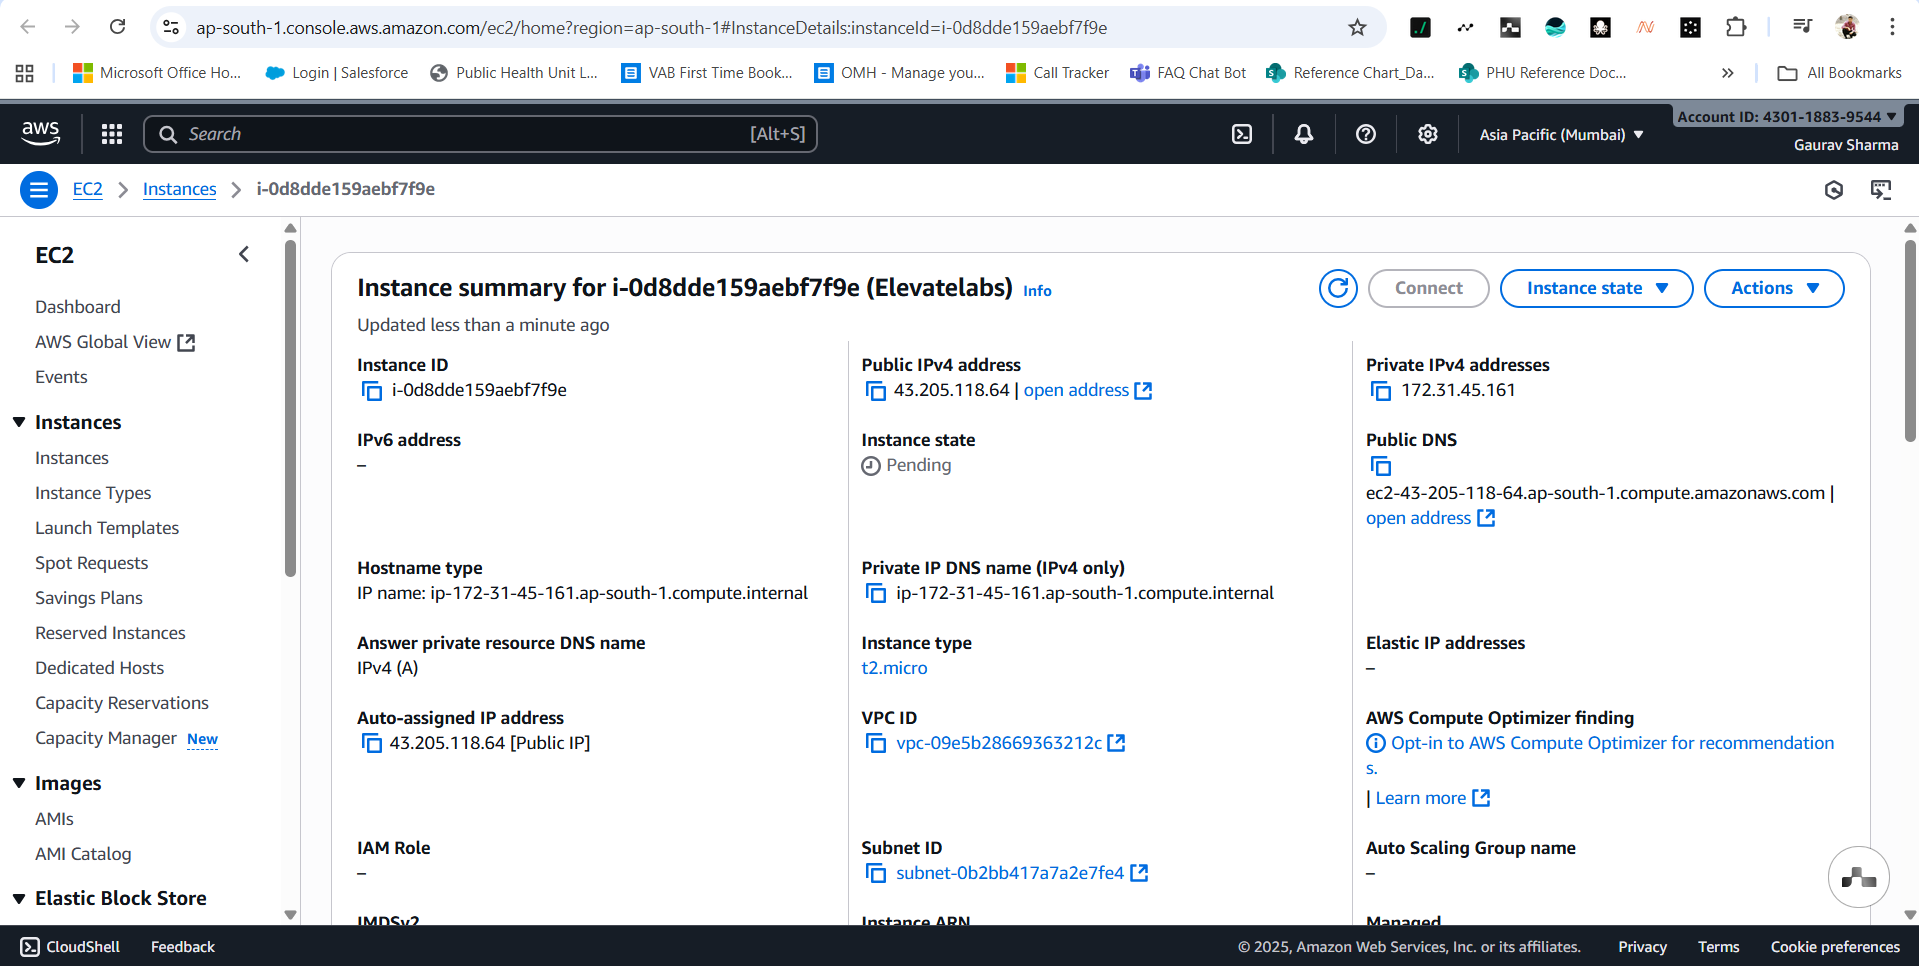 ap-south-1.console.aws.amazon.com/ec2/home?region=ap-south-1#InstanceDetails:instanceId=i-0d8dde159aebf7f9e
Microsoft Office Ho... Login | Salesforce Public Health Unit L... VAB First Time Book... OMH - Manage you... Call Tracker FAQ Chat Bot Reference Chart_Da... PHU Reference Doc... » All Bookmarks
aws Search [Alt+S] Asia Pacific (Mumbai) Account ID: 4301-1883-9544
Gaurav Sharma
EC2 > Instances > i-0d8dde159aebf7f9e
EC2
Dashboard
AWS Global View
Events
Instances
Instances
Instance Types
Launch Templates
Spot Requests
Savings Plans
Reserved Instances
Dedicated Hosts
Capacity Reservations
Capacity Manager New
Images
AMIs
AMI Catalog
Elastic Block Store
Instance summary for i-0d8dde159aebf7f9e (Elevatelabs) Info
Connect Instance state Actions
Updated less than a minute ago
Instance ID
i-0d8dde159aebf7f9e
Public IPv4 address
43.205.118.64 | open address
Private IPv4 addresses
172.31.45.161
IPv6 address
–
Instance state
Pending
Public DNS
ec2-43-205-118-64.ap-south-1.compute.amazonaws.com |
open address
Hostname type
IP name: ip-172-31-45-161.ap-south-1.compute.internal
Private IP DNS name (IPv4 only)
ip-172-31-45-161.ap-south-1.compute.internal
Answer private resource DNS name
IPv4 (A)
Instance type
t2.micro
Elastic IP addresses
–
Auto-assigned IP address
43.205.118.64 [Public IP]
VPC ID
vpc-09e5b28669363212c
AWS Compute Optimizer finding
Opt-in to AWS Compute Optimizer for recommendation
s.
| Learn more
IAM Role
–
Subnet ID
subnet-0b2bb417a7a2e7fe4
Auto Scaling Group name
–
IMDSv2
Instance ARN
Managed
CloudShell Feedback © 2025, Amazon Web Services, Inc. or its affiliates. Privacy Terms Cookie preferences